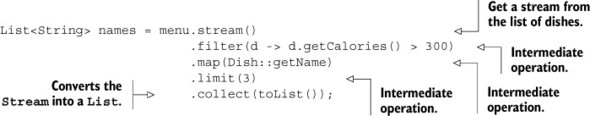 Get a stream from
the list of dishes.
List<String> names = menu.stream()
.filter(d -> d.getCalories() > 300)
Intermediate
operation.
.map(Dish::getName)
Intermediate
operation.
.limit(3)
Intermediate
operation.
.collect(toList());
Converts the
Stream into a List.